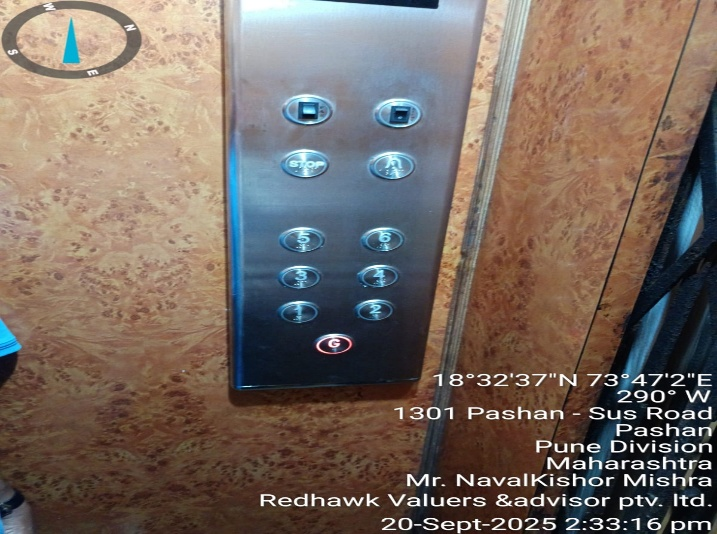 W N
S E
STOP
5 6
3 4
1 2
G
18°32'37"N 73°47'2"E
290° W
1301 Pashan - Sus Road
Pashan
Pune Division
Maharashtra
Mr. NavalKishor Mishra
Redhawk Valuers &advisor ptv. ltd.
20-Sept-2025 2:33:16 pm